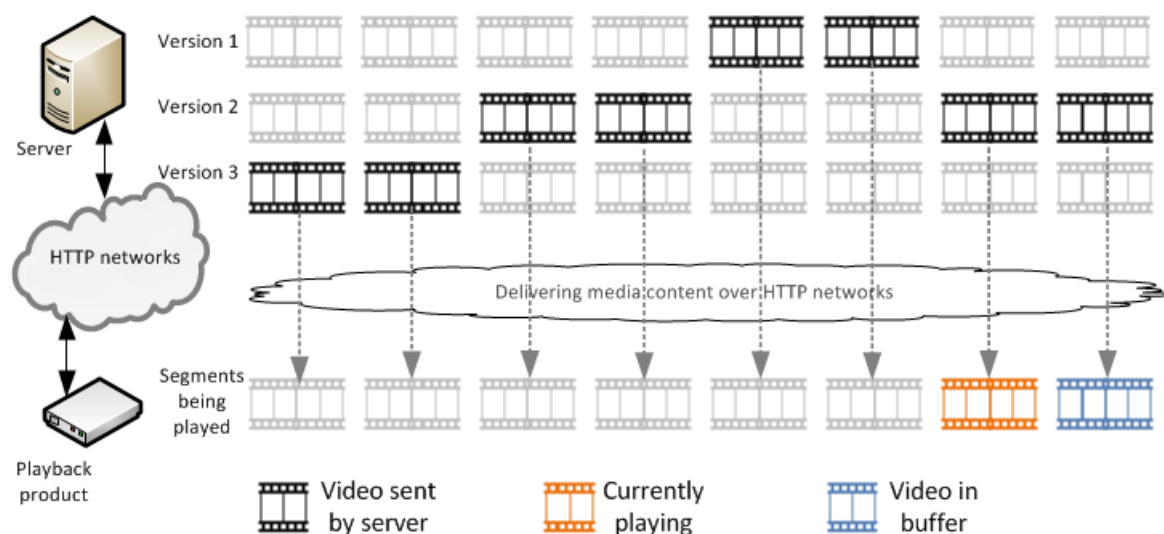 Version 1
Version 2
Server
Version 3
HTTP networks
Delivering media content over HTTP networks
Segments
being
played
Playback
product
Video sent
by server
Currently
playing
Video in
buffer